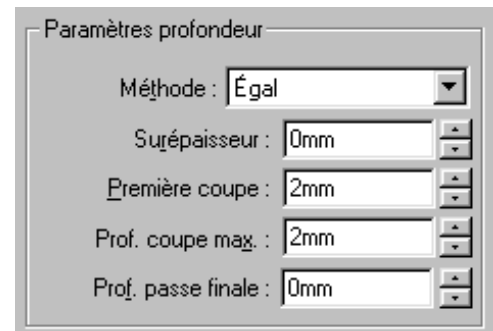 Paramètres profondeur
Méthode : Égal
Surépaisseur : 0mm
Première coupe : 2mm
Prof. coupe max. : 2mm
Prof. passe finale : 0mm